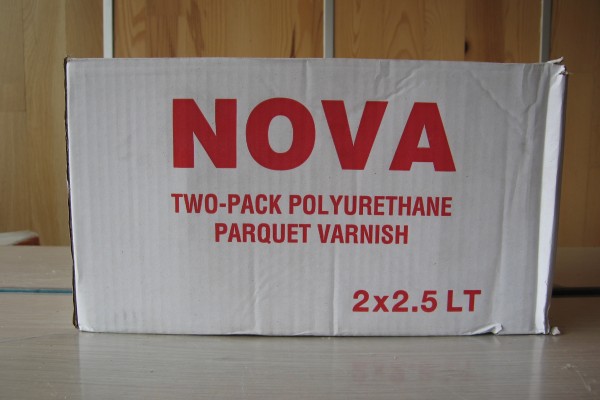 NOVA
TWO-PACK POLYURETHANE
PARQUET VARNISH
2x2.5 LT